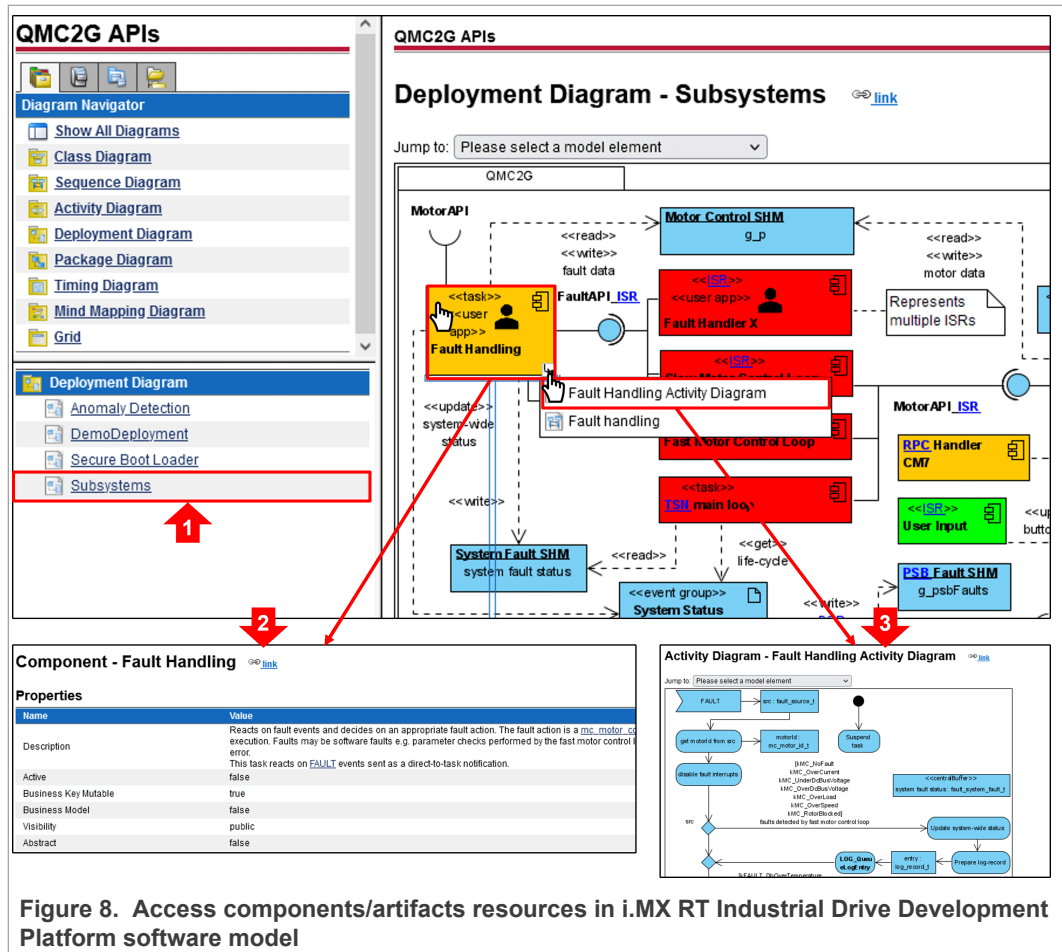 QMC2G APIs
Diagram Navigator
Show All Diagrams
Class Diagram
Sequence Diagram
Activity Diagram
Deployment Diagram
Package Diagram
Timing Diagram
Mind Mapping Diagram
Grid
Deployment Diagram
Anomaly Detection
DemoDeployment
Secure Boot Loader
Subsystems
1
QMC2G APIs
Deployment Diagram - Subsystems link
Jump to: Please select a model element
QMC2G
MotorAPI
<<read>>
<<write>>
fault data
Motor Control SHM
g_p
<<read>>
<<write>>
motor data
<<task>>
<<user
app>>
Fault Handling
FaultAPI_ISR
<<ISR>>
<<user app>>
Fault Handler X
Represents
multiple ISRs
<<ISR>>
Slow Motor Control Loop
Fault Handling Activity Diagram
Fault handling
Fast Motor Control Loop
MotorAPI_ISR
<<update>>
system-wide
status
RPC Handler
CM7
<<task>>
TSN main loop
<<write>>
<<ISR>>
User Input
<<up
butto
<<get>>
life-cycle
System Fault SHM
system fault status
<<read>>
<<event group>>
System Status
<<write>>
PSB Fault SHM
g_psbFaults
2
3
Component - Fault Handling link
Properties
Name Value
Description Reacts on fault events and decides on an appropriate fault action. The fault action is a mc_motor_co
execution. Faults may be software faults e.g. parameter checks performed by the fast motor control l
error.
This task reacts on FAULT events sent as a direct-to-task notification.
Active false
Business Key Mutable true
Business Model false
Visibility public
Abstract false
Activity Diagram - Fault Handling Activity Diagram link
Jump to: Please select a model element
FAULT
src : fault_source_t
get motorId from src
motorId :
mc_motor_id_t
Suspend
task
disable fault interrupts
[kMC_NoFault
kMC_OverCurrent
kMC_UnderDcBusVoltage
kMC_OverDcBusVoltage
kMC_OverLoad
kMC_OverSpeed
kMC_RotorBlocked]
faults detected by fast motor control loop
<<centralBuffer>>
system fault status : fault_system_fault_t
src
Update system-wide status
LOG_Queu
eLogEntry
entry :
log_record_t
Prepare log-record
Figure 8. Access components/artifacts resources in i.MX RT Industrial Drive Development
Platform software model